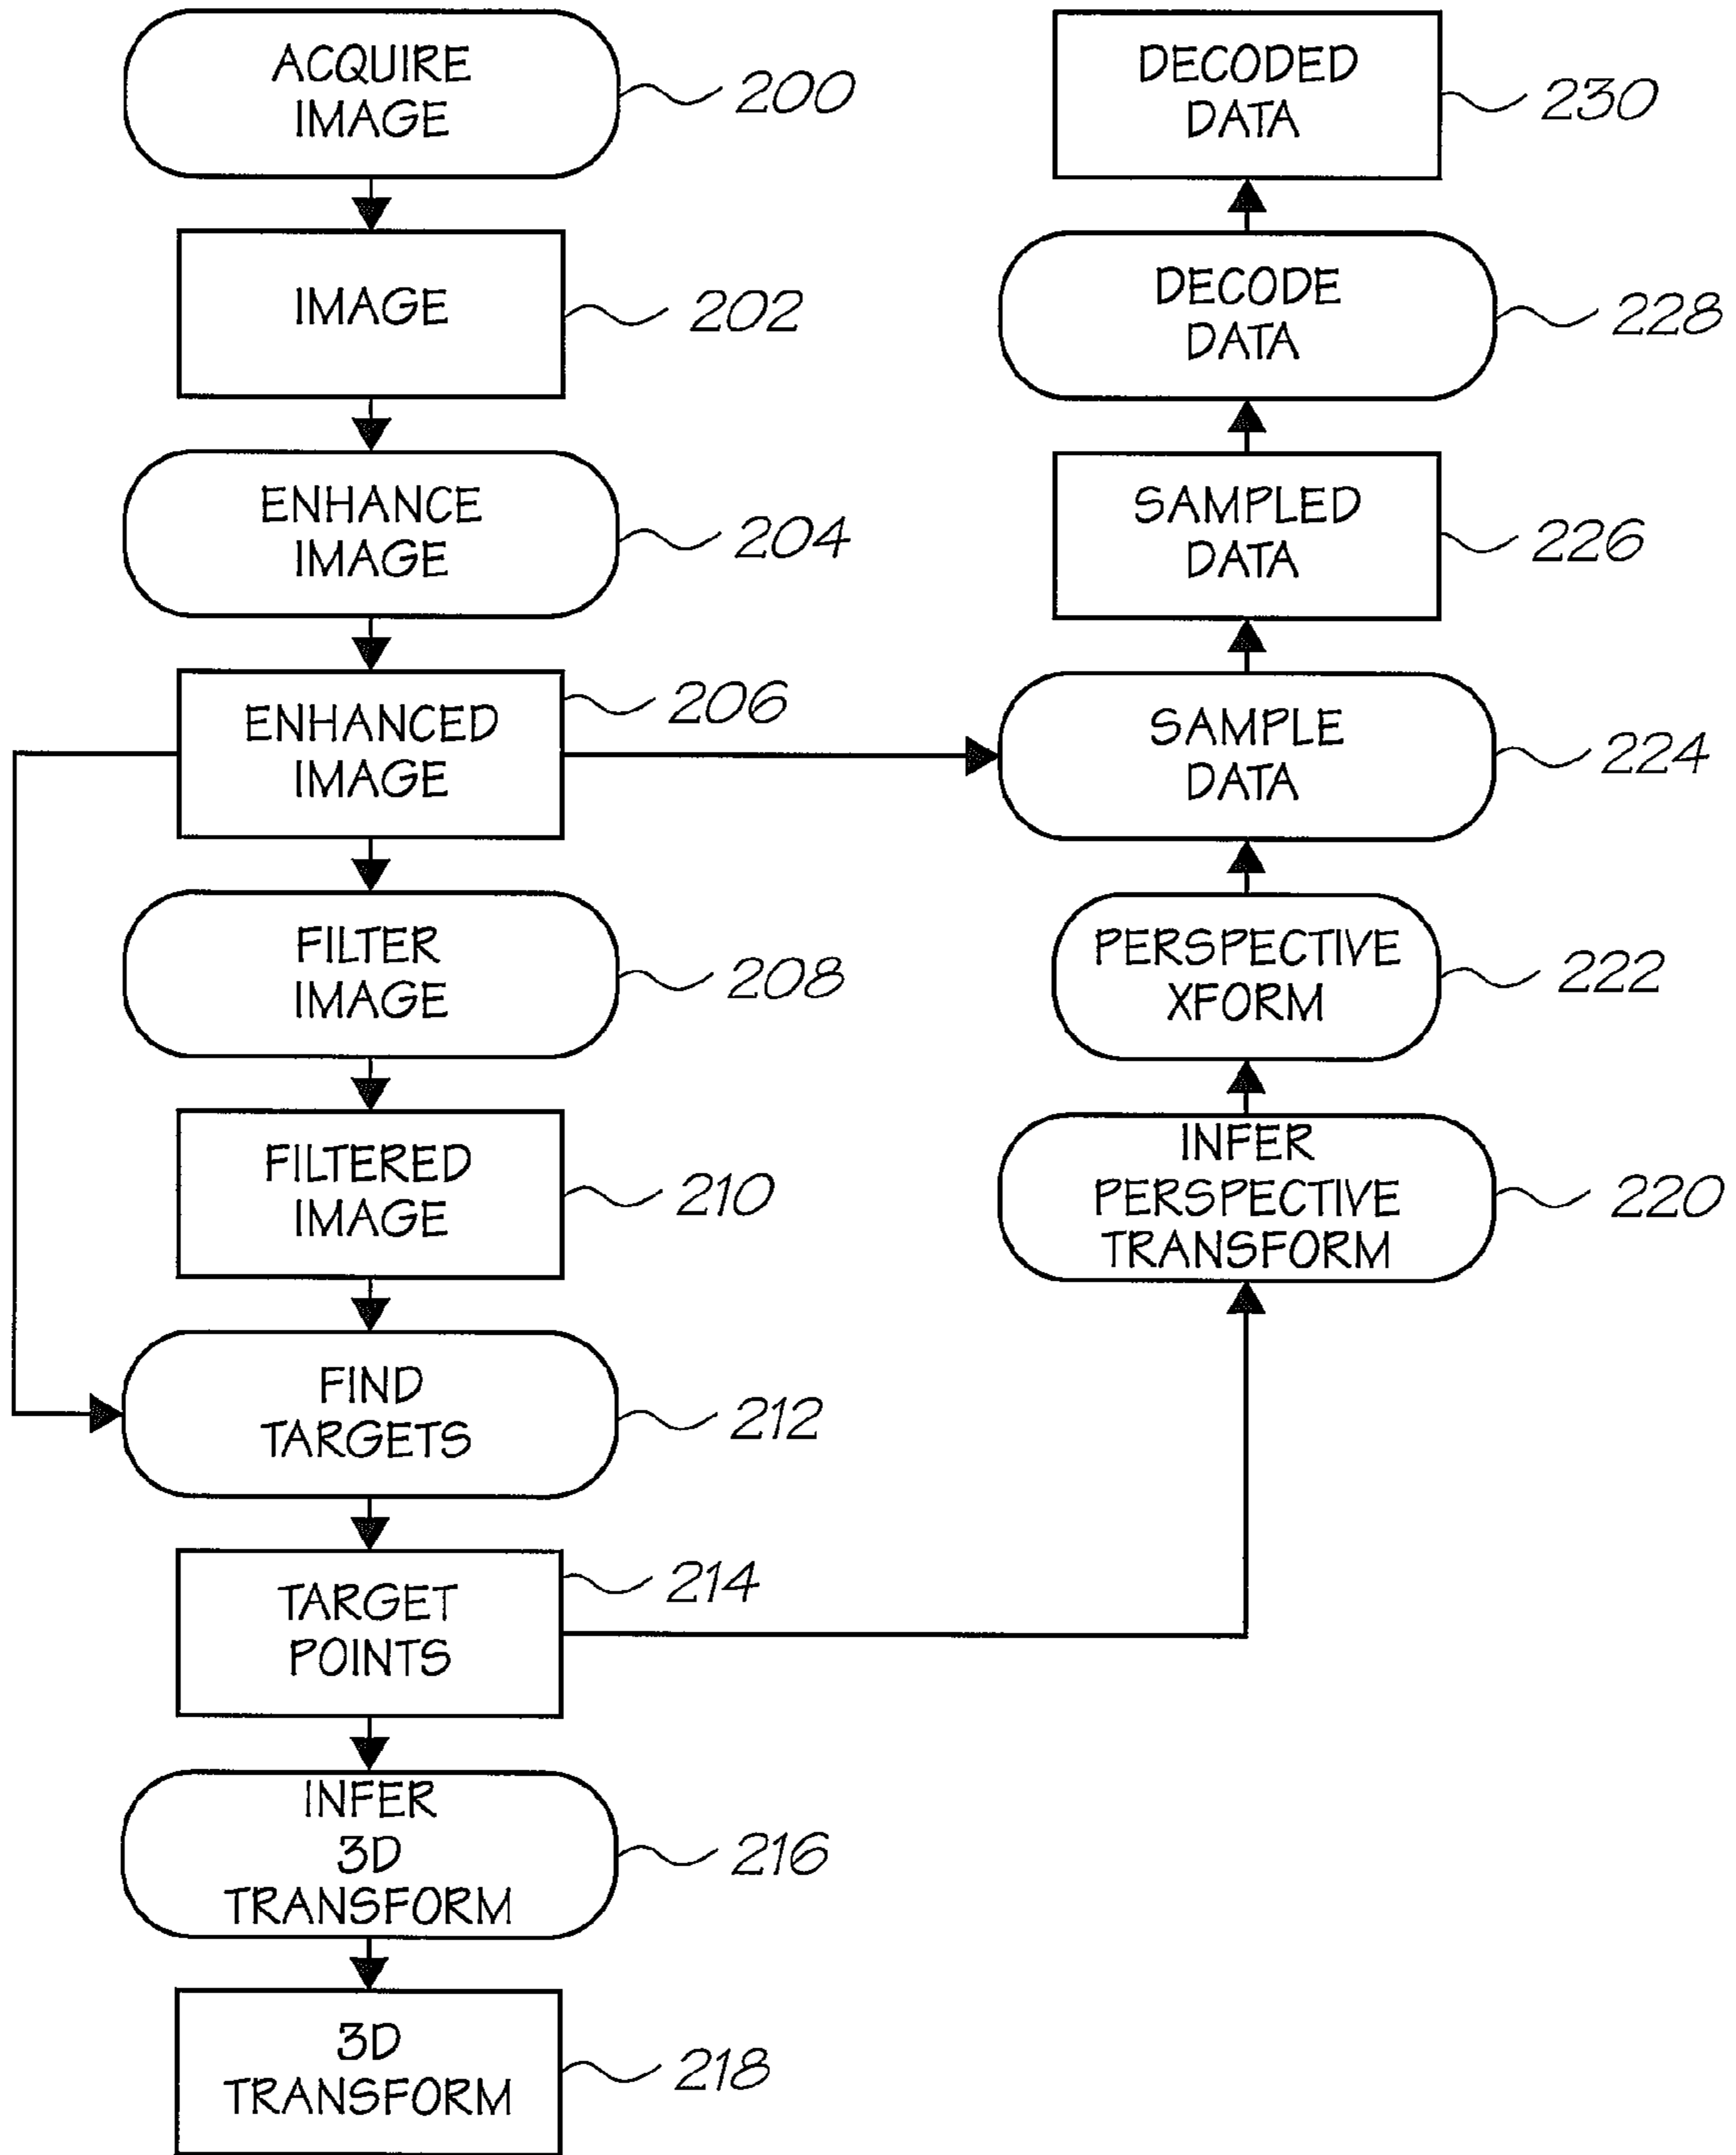 ACQUIRE
IMAGE
200
IMAGE
202
ENHANCE
IMAGE
204
ENHANCED
IMAGE
206
FILTER
IMAGE
208
FILTERED
IMAGE
210
FIND
TARGETS
212
TARGET
POINTS
214
INFER
3D
TRANSFORM
216
3D
TRANSFORM
218
DECODED
DATA
230
DECODE
DATA
228
SAMPLED
DATA
226
SAMPLE
DATA
224
PERSPECTIVE
XFORM
222
INFER
PERSPECTIVE
TRANSFORM
220